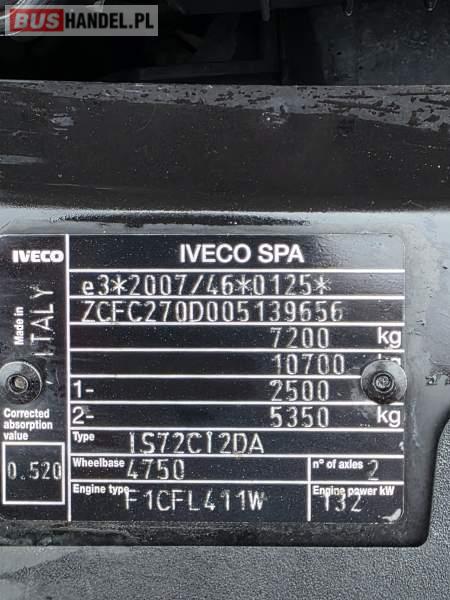 BUSHANDEL.PL
IVECO
IVECO SPA
e3*2007/46*0125*
ZCFC270D005139656
7200 kg
10700 kg
1- 2500
2- 5350 kg
Made in ITALY
Corrected absorption value
0.520
Type IS72CI2DA
Wheelbase 4750 n° of axles 2
Engine type F1CFL411W Engine power kW 132